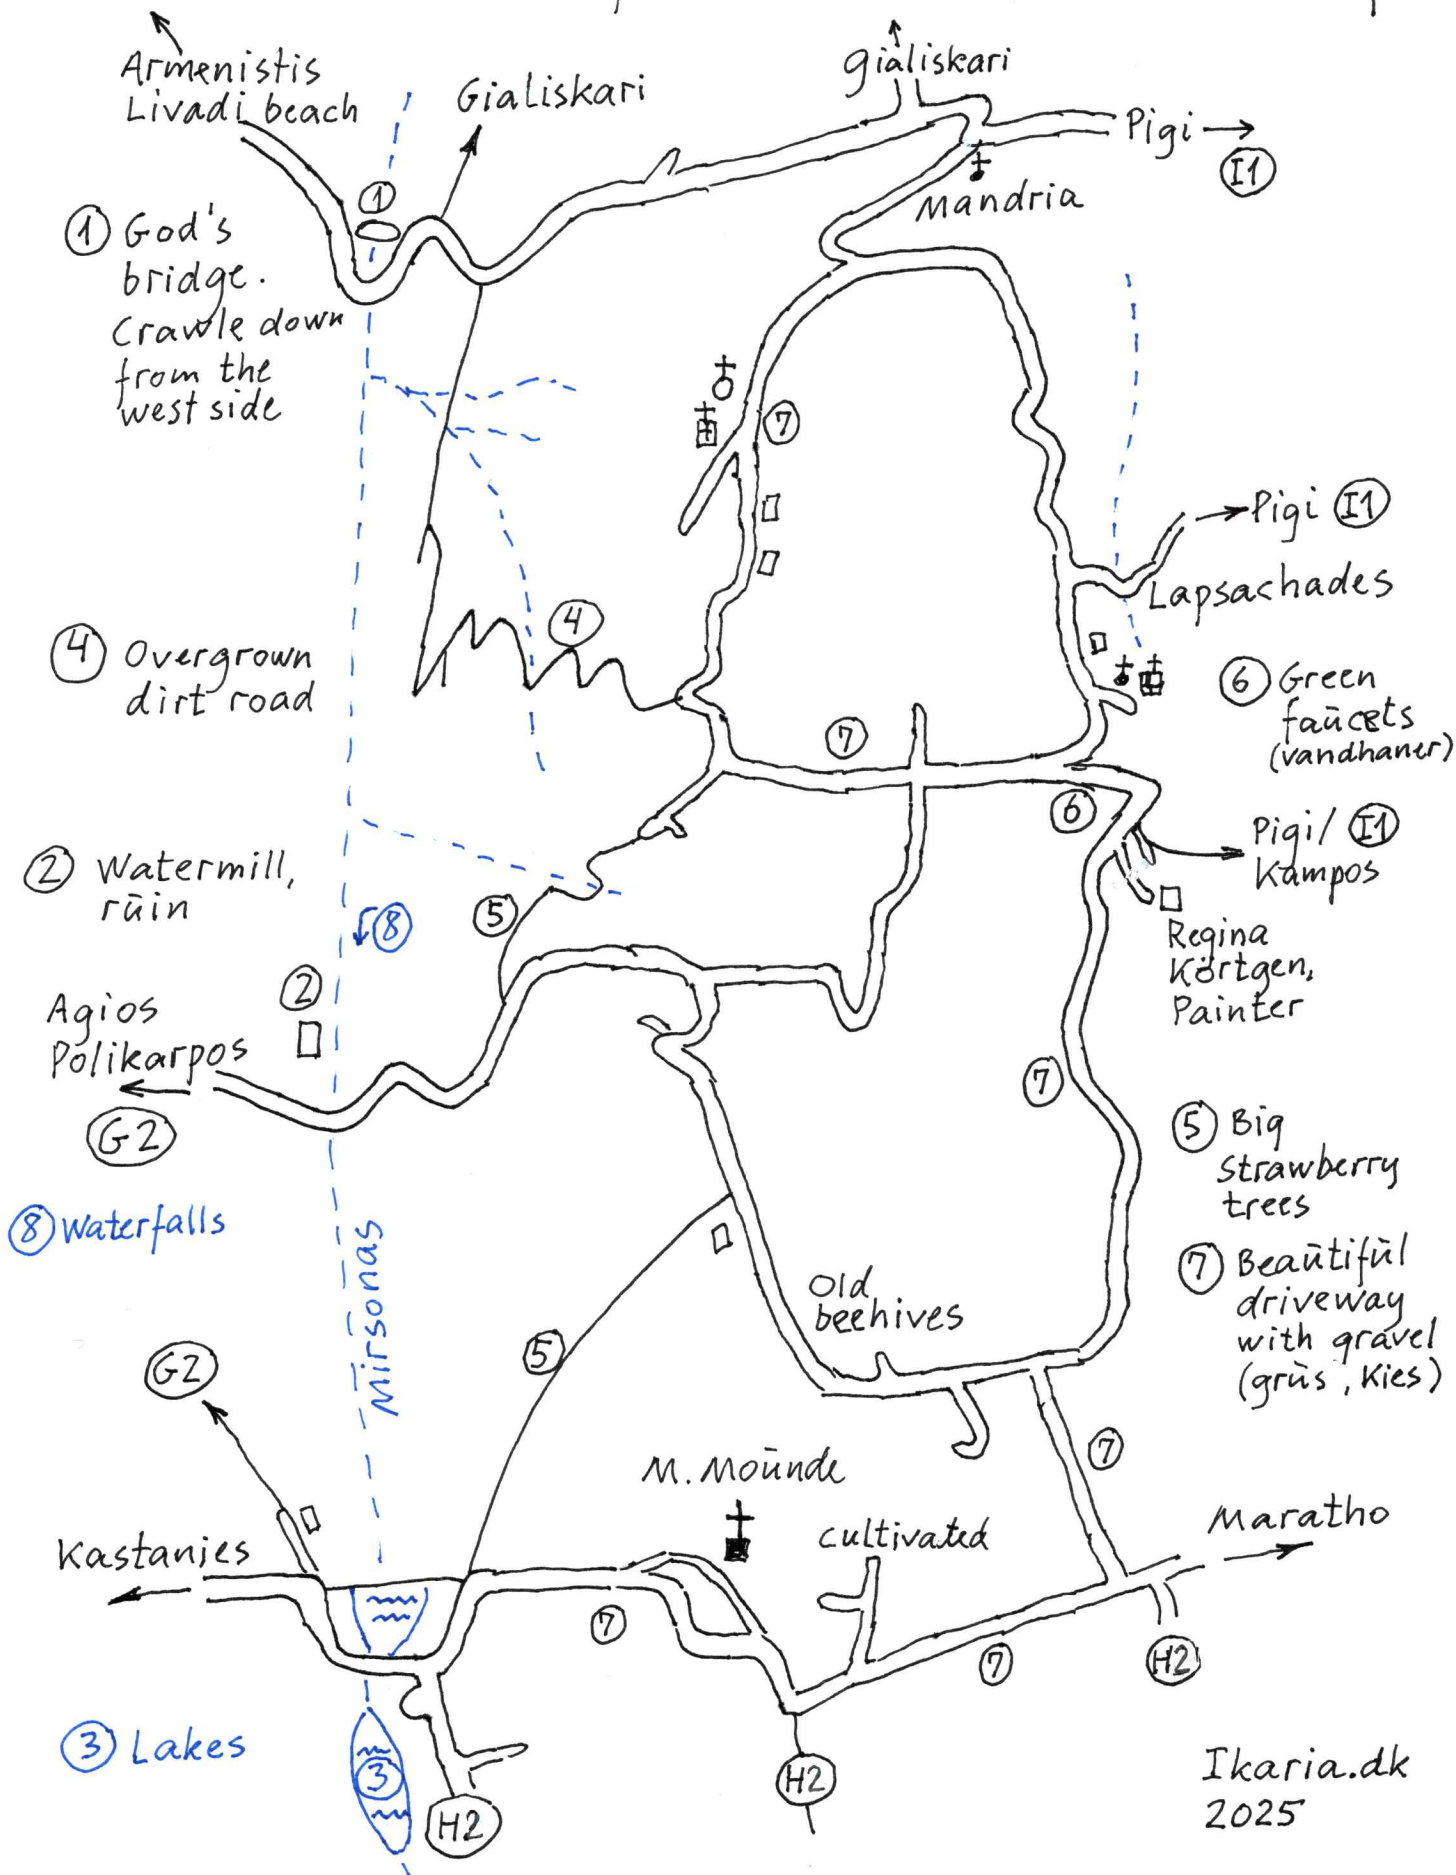 Armenistis
Livadi beach
Gialiskari
gialiskari
Pigi
I1
Mandria
1
1 God's
bridge.
Crawle down
from the
west side
7
Pigi I1
Lapsachades
4 Overgrown
dirt road
4
6 Green
faucets
(vandhaner)
7
6
Pigi/ I1
Kampos
2 Watermill,
ruin
8
5
2
Regina
Körtgen,
Painter
Agios
Polikarpos
G2
7
5 Big
strawberry
trees
8 Waterfalls
Mirsonas
7 Beautiful
driveway
with gravel
(grus, Kies)
Old
beehives
G2
5
7
M. Mounde
Kastanies
cultivated
Maratho
7
7
H2
3 Lakes
3
H2
H2
Ikaria.dk
2025